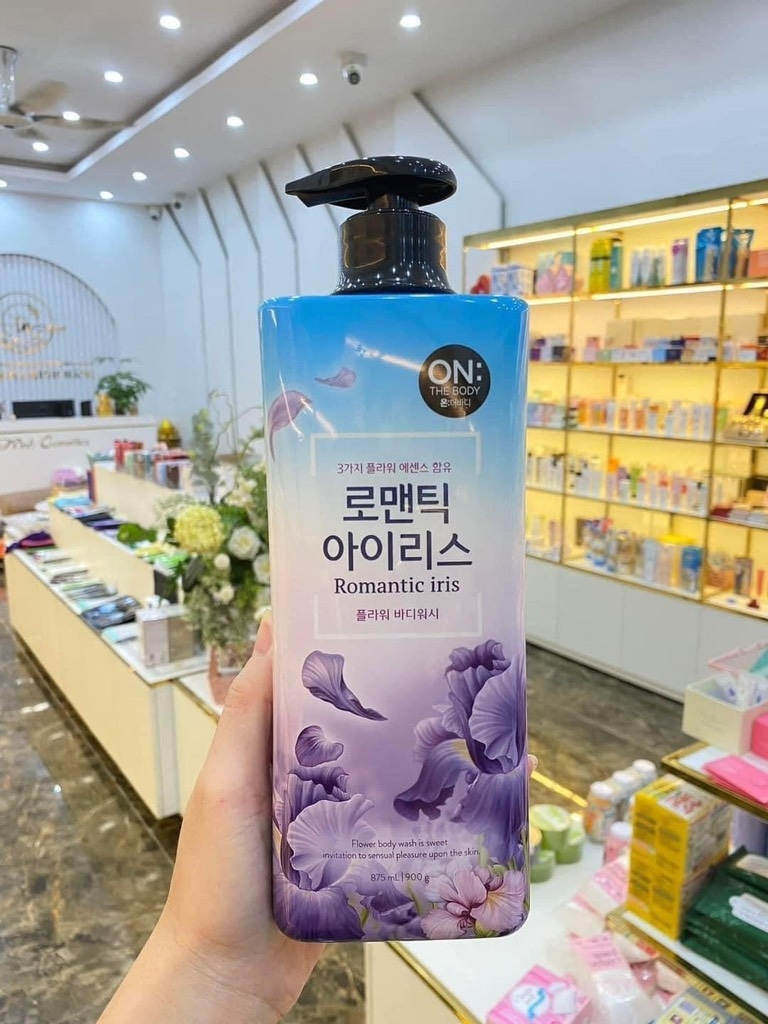 ON:
THE BODY
온:더바디
3가지 플라워 에센스 함유
로맨틱
아이리스
Romantic iris
플라워 바디워시
Flower body wash is sweet
invitation to sensual pleasure upon the skin.
875 mL | 900 g
Cosmetics